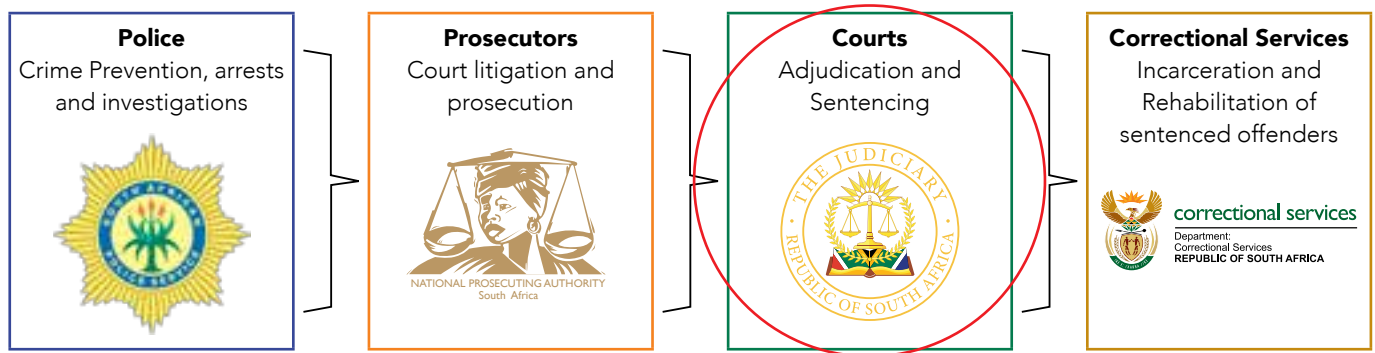 Police
Crime Prevention, arrests
and investigations
SOUTH AFRICAN
POLICE SERVICE
Prosecutors
Court litigation and
prosecution
NATIONAL PROSECUTING AUTHORITY
South Africa
Courts
Adjudication and
Sentencing
· THE JUDICIARY ·
REPUBLIC OF SOUTH AFRICA
Correctional Services
Incarceration and
Rehabilitation of
sentenced offenders
correctional services
Department:
Correctional Services
REPUBLIC OF SOUTH AFRICA